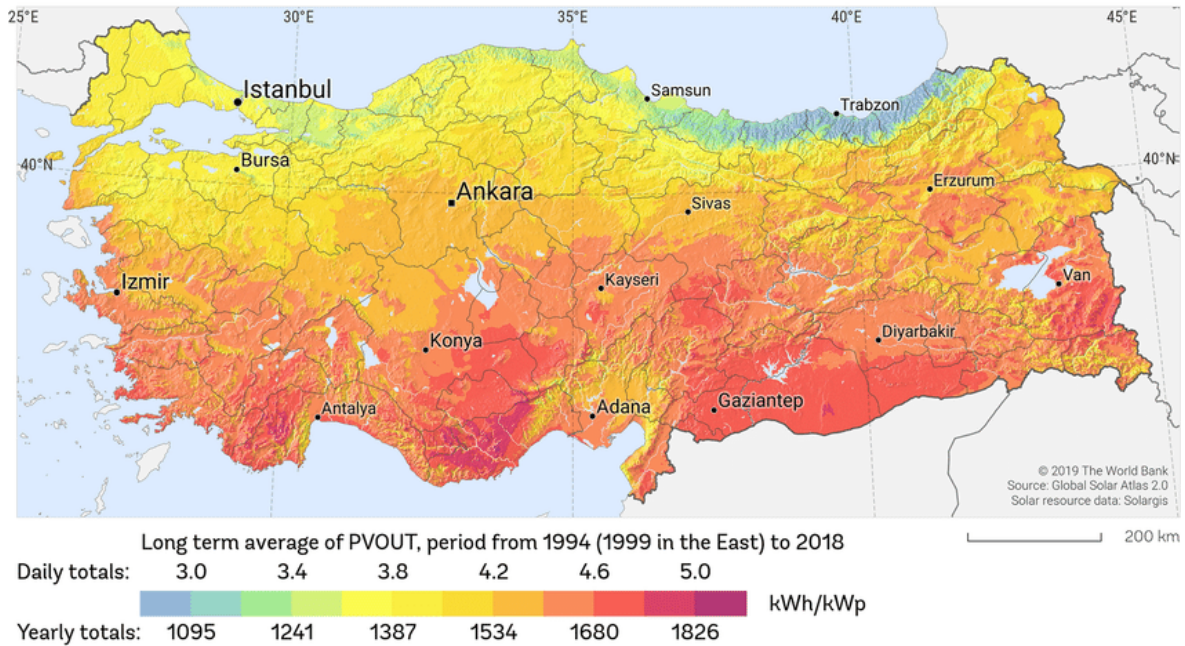 25°E 30°E 35°E 40°E 45°E
Istanbul
Samsun
Trabzon
40°N
Bursa
40°N
Ankara
Erzurum
Sivas
Izmir
Kayseri
Van
Konya
Diyarbakir
Antalya
Adana
Gaziantep
© 2019 The World Bank
Source: Global Solar Atlas 2.0
Solar resource data: Solargis
Long term average of PVOUT, period from 1994 (1999 in the East) to 2018
200 km
Daily totals: 3.0 3.4 3.8 4.2 4.6 5.0
kWh/kWp
Yearly totals: 1095 1241 1387 1534 1680 1826